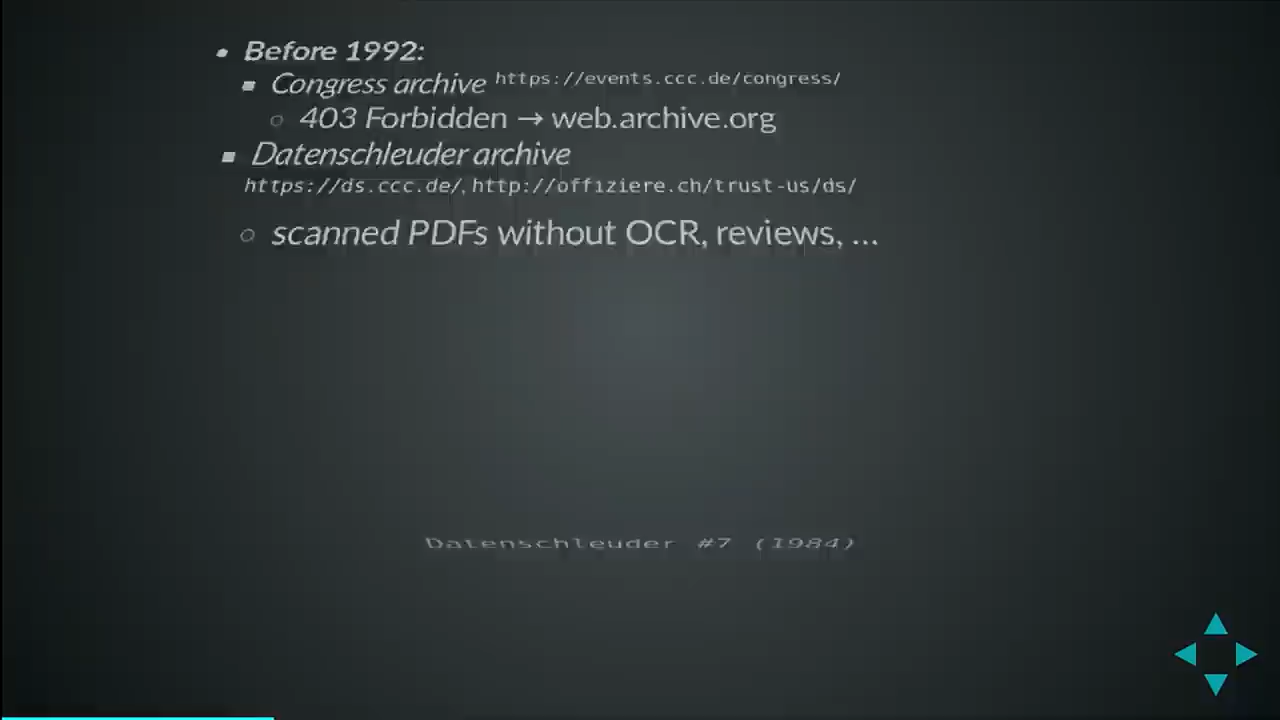 • Before 1992:
▪ Congress archive https://events.ccc.de/congress/
○ 403 Forbidden → web.archive.org
▪ Datenschleuder archive
https://ds.ccc.de/, http://offiziere.ch/trust-us/ds/
○ scanned PDFs without OCR, reviews, ...
Datenschleuder #7 (1984)